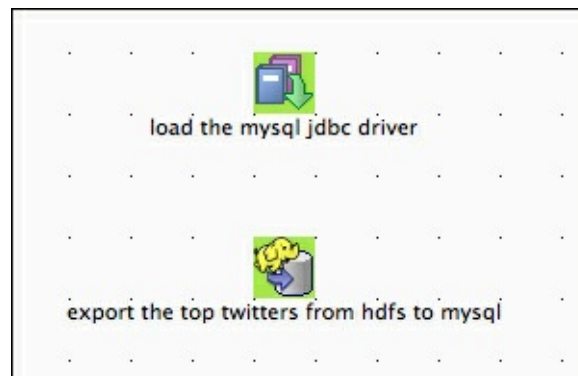 load the mysql jdbc driver
export the top twitters from hdfs to mysql